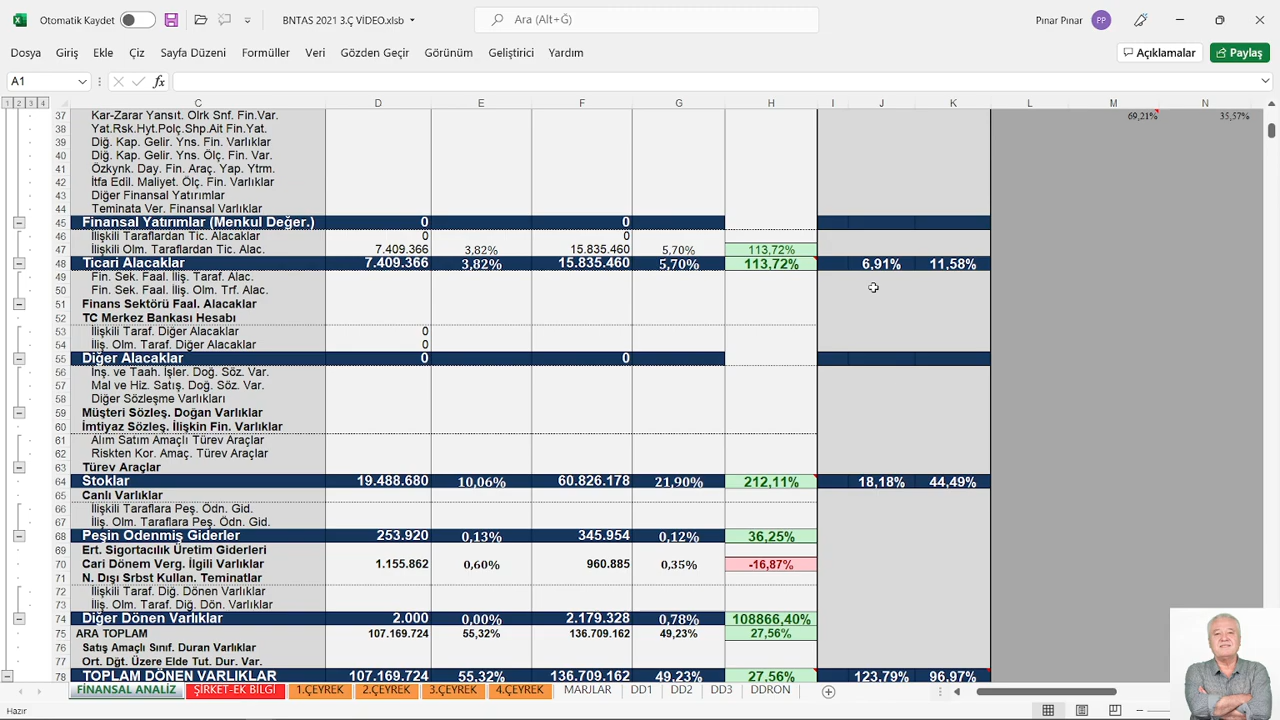 Otomatik Kaydet
BNTAS 2021 3.Ç VİDEO.xlsb
Ara (Alt+Ğ)
Pınar Pınar PP
Dosya Giriş Ekle Çiz Sayfa Düzeni Formüller Veri Gözden Geçir Görünüm Geliştirici Yardım Açıklamalar Paylaş
A1 fx
1 2 3 4 C D E F G H I J K L M N
37 Kar-Zarar Yansıt. Olrk Snf. Fin.Var. 69,21% 35,57%
38 Yat.Rsk.Hyt.Polç.Shp.Ait Fin.Yat.
39 Diğ. Kap. Gelir. Yns. Fin. Varlıklar
40 Diğ. Kap. Gelir. Yns. Ölç. Fin. Var.
41 Özkynk. Day. Fin. Araç. Yap. Ytrm.
42 İtfa Edil. Maliyet. Ölç. Fin. Varlıklar
43 Diğer Finansal Yatırımlar
44 Teminata Ver. Finansal Varlıklar
45 Finansal Yatırımlar (Menkul Değer.) 0 0
46 İlişkili Taraflardan Tic. Alacaklar 0 0
47 İlişkili Olm. Taraflardan Tic. Alac. 7.409.366 3,82% 15.835.460 5,70% 113,72%
48 Ticari Alacaklar 7.409.366 3,82% 15.835.460 5,70% 113,72% 6,91% 11,58%
49 Fin. Sek. Faal. İliş. Taraf. Alac.
50 Fin. Sek. Faal. İliş. Olm. Trf. Alac.
51 Finans Sektörü Faal. Alacaklar
52 TC Merkez Bankası Hesabı
53 İlişkili Taraf. Diğer Alacaklar 0
54 İliş. Olm. Taraf. Diğer Alacaklar 0
55 Diğer Alacaklar 0 0
56 İnş. ve Taah. İşler. Doğ. Söz. Var.
57 Mal ve Hiz. Satış. Doğ. Söz. Var.
58 Diğer Sözleşme Varlıkları
59 Müşteri Sözleş. Doğan Varlıklar
60 İmtiyaz Sözleş. İlişkin Fin. Varlıklar
61 Alım Satım Amaçlı Türev Araçlar
62 Riskten Kor. Amaç. Türev Araçlar
63 Türev Araçlar
64 Stoklar 19.488.680 10,06% 60.826.178 21,90% 212,11% 18,18% 44,49%
65 Canlı Varlıklar
66 İlişkili Taraflara Peş. Ödn. Gid.
67 İliş. Olm. Taraflara Peş. Ödn. Gid.
68 Peşin Ödenmiş Giderler 253.920 0,13% 345.954 0,12% 36,25%
69 Ert. Sigortacılık Üretim Giderleri
70 Cari Dönem Verg. İlgili Varlıklar 1.155.862 0,60% 960.885 0,35% -16,87%
71 N. Dışı Srbst Kullan. Teminatlar
72 İlişkili Taraf. Diğ. Dönen Varlıklar
73 İliş. Olm. Taraf. Diğ. Dön. Varlıklar
74 Diğer Dönen Varlıklar 2.000 0,00% 2.179.328 0,78% 108866,40%
75 ARA TOPLAM 107.169.724 55,32% 136.709.162 49,23% 27,56%
76 Satış Amaçlı Sınıf. Duran Varlıklar
77 Ort. Dğt. Üzere Elde Tut. Dur. Var.
78 TOPLAM DÖNEN VARLIKLAR 107.169.724 55,32% 136.709.162 49,23% 27,56% 123,79% 96,97%
FİNANSAL ANALİZ ŞİRKET-EK BİLGİ 1.ÇEYREK 2.ÇEYREK 3.ÇEYREK 4.ÇEYREK MARJLAR DD1 DD2 DD3 DDRON
Hazır